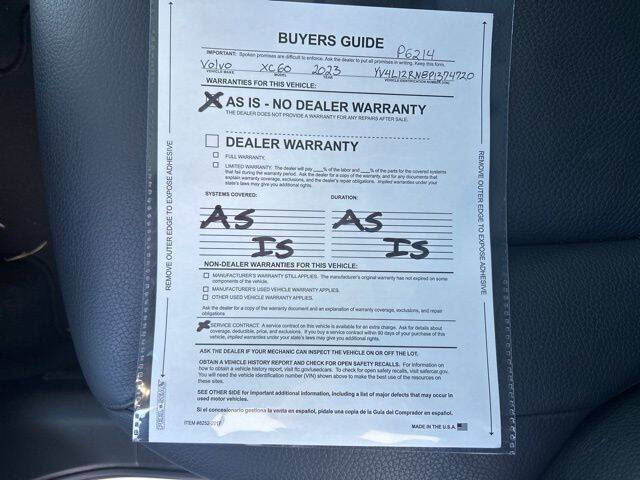 BUYERS GUIDE
P6214
IMPORTANT: Spoken promises are difficult to enforce. Ask the dealer to put all promises in writing. Keep this form.
Volvo XC60 2023 YV4L12RN8P1374720
VEHICLE MAKE MODEL YEAR VEHICLE IDENTIFICATION NUMBER (VIN)
WARRANTIES FOR THIS VEHICLE:
X AS IS - NO DEALER WARRANTY
THE DEALER DOES NOT PROVIDE A WARRANTY FOR ANY REPAIRS AFTER SALE.
DEALER WARRANTY
FULL WARRANTY.
LIMITED WARRANTY. The dealer will pay ___% of the labor and ___% of the parts for the covered systems
that fail during the warranty period. Ask the dealer for a copy of the warranty, and for any documents that
explain warranty coverage, exclusions, and the dealer's repair obligations. Implied warranties under your
state's laws may give you additional rights.
SYSTEMS COVERED: DURATION:
AS AS
IS IS
NON-DEALER WARRANTIES FOR THIS VEHICLE:
MANUFACTURER'S WARRANTY STILL APPLIES. The manufacturer's original warranty has not expired on some
components of the vehicle.
MANUFACTURER'S USED VEHICLE WARRANTY APPLIES.
OTHER USED VEHICLE WARRANTY APPLIES.
Ask the dealer for a copy of the warranty document and an explanation of warranty coverage, exclusions, and repair
obligations
X SERVICE CONTRACT. A service contract on this vehicle is available for an extra charge. Ask for details about
coverage, deductible, price, and exclusions. If you buy a service contract within 90 days of your purchase of this
vehicle, implied warranties under your state's laws may give you additional rights.
ASK THE DEALER IF YOUR MECHANIC CAN INSPECT THE VEHICLE ON OR OFF THE LOT.
OBTAIN A VEHICLE HISTORY REPORT AND CHECK FOR OPEN SAFETY RECALLS. For information on
how to obtain a vehicle history report, visit ftc.gov/usedcars. To check for open safety recalls, visit safercar.gov.
You will need the vehicle identification number (VIN) shown above to make the best use of the resources on
these sites.
SEE OTHER SIDE for important additional information, including a list of major defects that may occur in
used motor vehicles.
Si el concesionario gestiona la venta en español, pídale una copia de la Guía del Comprador en español.
MADE IN THE U.S.A.
REMOVE OUTER EDGE TO EXPOSE ADHESIVE
REMOVE OUTER EDGE TO EXPOSE ADHESIVE